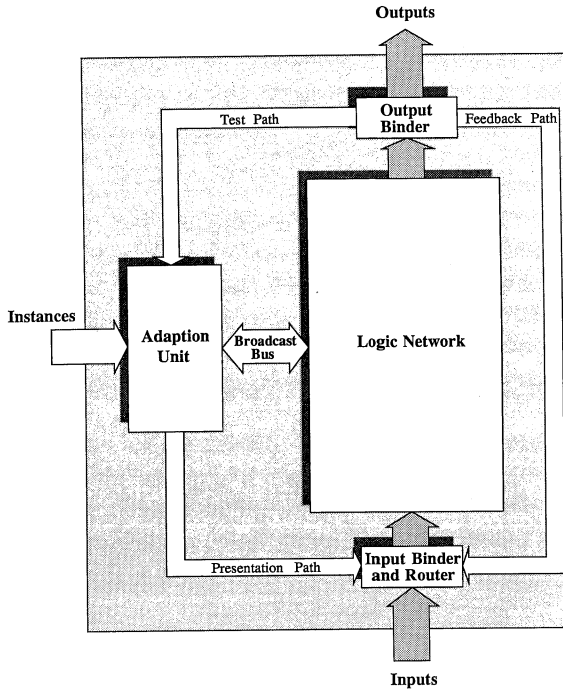 Outputs
Test Path
Output
Binder
Feedback Path
Instances
Adaption
Unit
Broadcast
Bus
Logic Network
Presentation Path
Input Binder
and Router
Inputs